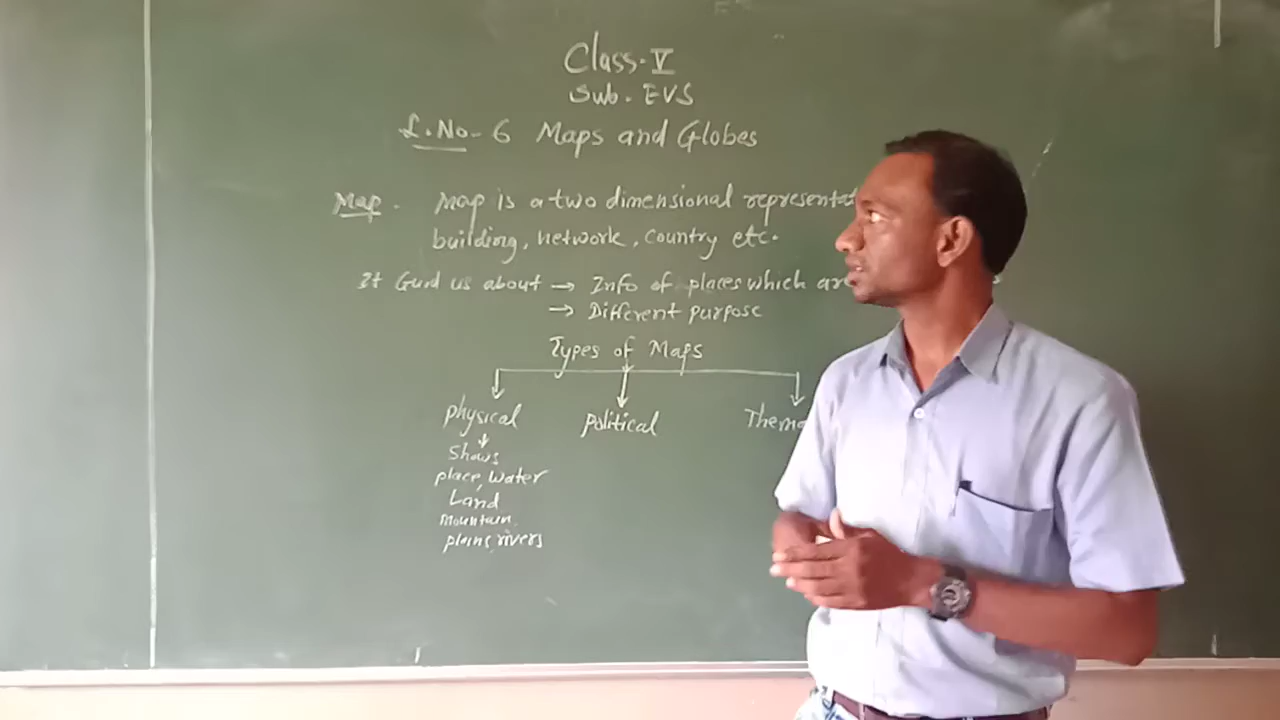 Class-V
Sub. EVS
L.No-6 Maps and Globes
Map. Map is a two dimensional representat
building, network, country etc.
It Guid us about → Info of places which ar
→ Different purpose
Types of Maps
Physical Political Thema
Shows
place, water
Land
Mountain
plains, rivers